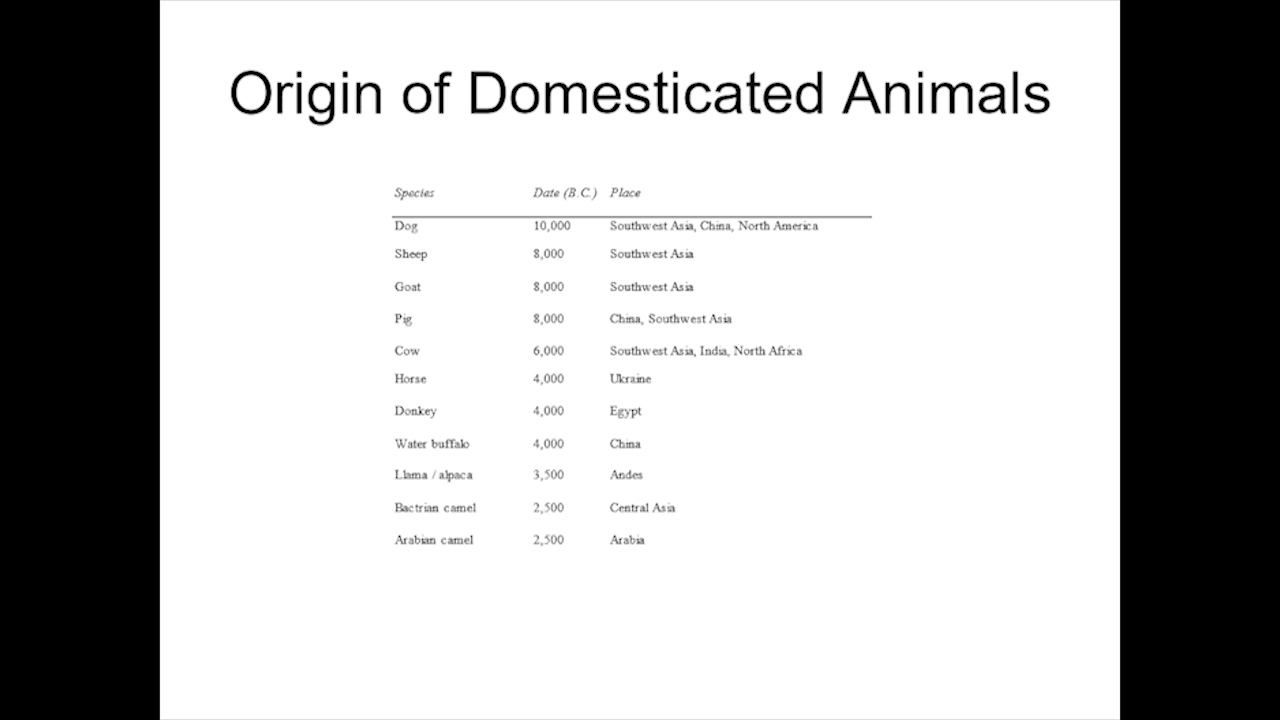 Origin of Domesticated Animals
Species Date (B.C.) Place
Dog 10,000 Southwest Asia, China, North America
Sheep 8,000 Southwest Asia
Goat 8,000 Southwest Asia
Pig 8,000 China, Southwest Asia
Cow 6,000 Southwest Asia, India, North Africa
Horse 4,000 Ukraine
Donkey 4,000 Egypt
Water buffalo 4,000 China
Llama / alpaca 3,500 Andes
Bactrian camel 2,500 Central Asia
Arabian camel 2,500 Arabia